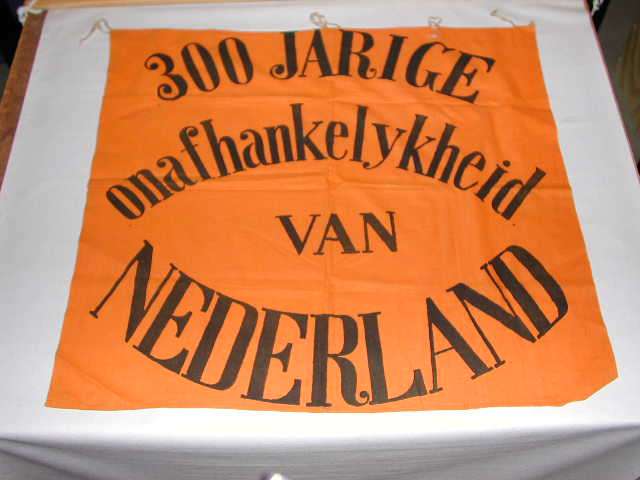 300 JARIGE
onafhankelykheid
VAN
NEDERLAND